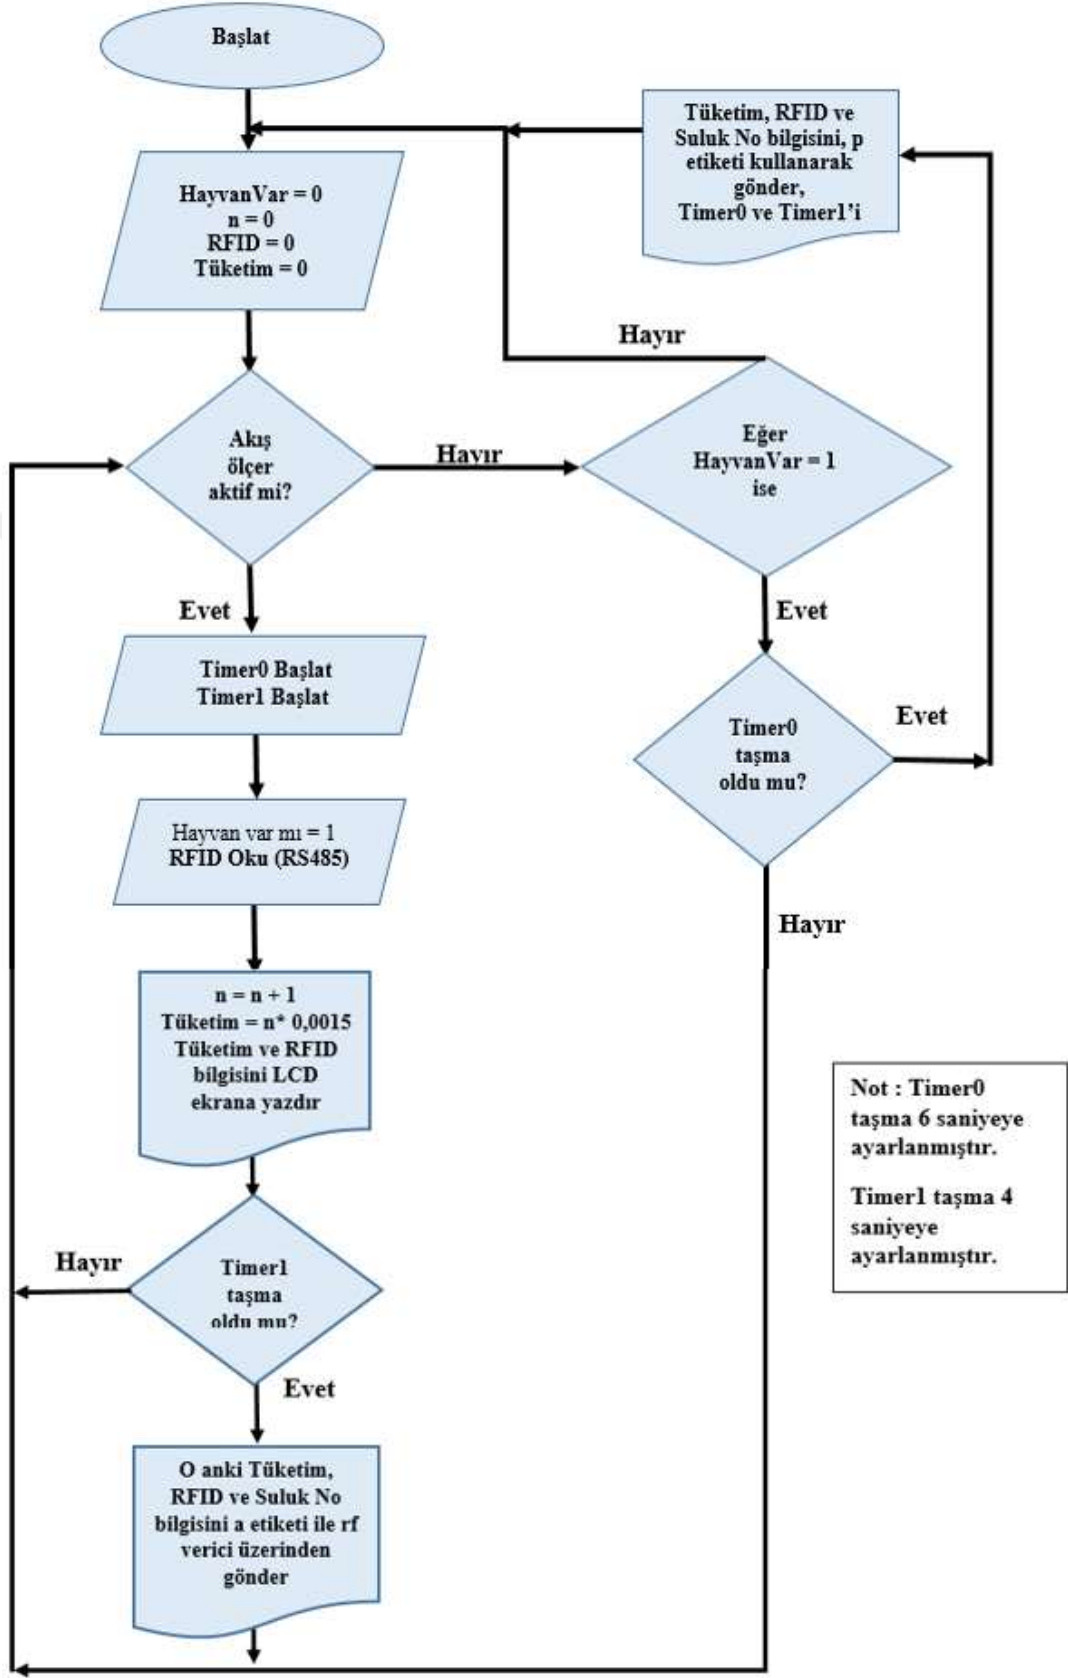 Başlat
Tüketim, RFID ve
Suluk No bilgisini, p
etiketi kullanarak
gönder,
Timer0 ve Timer1’i
HayvanVar = 0
n = 0
RFID = 0
Tüketim = 0
Hayır
Akış
ölçer
aktif mi?
Hayır
Eğer
HayvanVar = 1
ise
Evet
Evet
Timer0 Başlat
Timer1 Başlat
Timer0
taşma
oldu mu?
Evet
Hayvan var mı = 1
RFID Oku (RS485)
Hayır
n = n + 1
Tüketim = n* 0,0015
Tüketim ve RFID
bilgisini LCD
ekrana yazdır
Not : Timer0
taşma 6 saniyeye
ayarlanmıştır.
Timer1 taşma 4
saniyeye
ayarlanmıştır.
Hayır
Timer1
taşma
oldu mu?
Evet
O anki Tüketim,
RFID ve Suluk No
bilgisini a etiketi ile rf
verici üzerinden
gönder